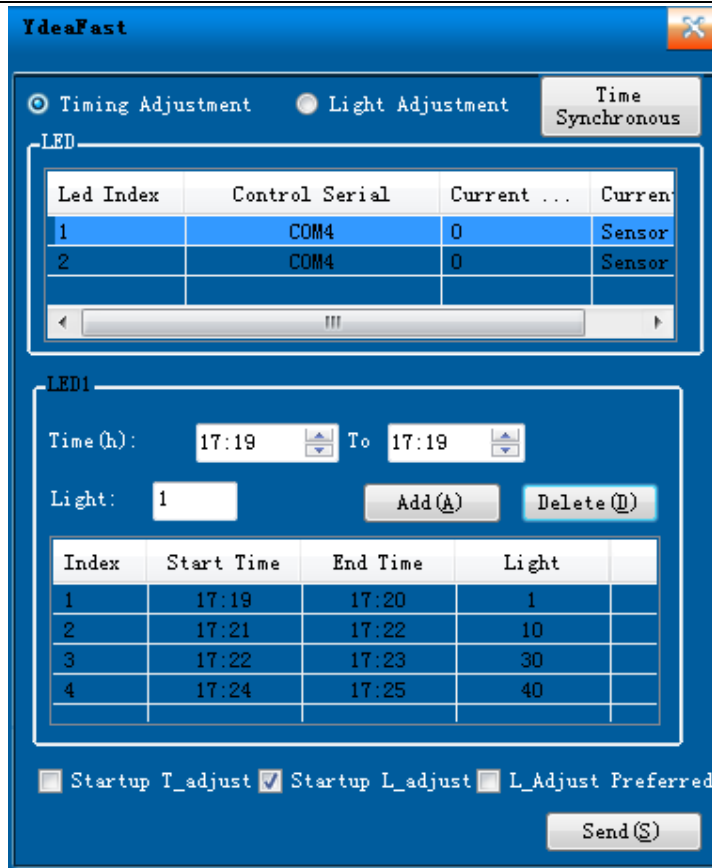 YdeaFast
Timing Adjustment Light Adjustment Time Synchronous
LED
Led Index Control Serial Current ... Curren
1 COM4 0 Sensor
2 COM4 0 Sensor
LED1
Time(h): 17:19 To 17:19
Light: 1 Add(A) Delete(D)
Index Start Time End Time Light
1 17:19 17:20 1
2 17:21 17:22 10
3 17:22 17:23 30
4 17:24 17:25 40
Startup T_adjust Startup L_adjust L_Adjust Preferred
Send(S)